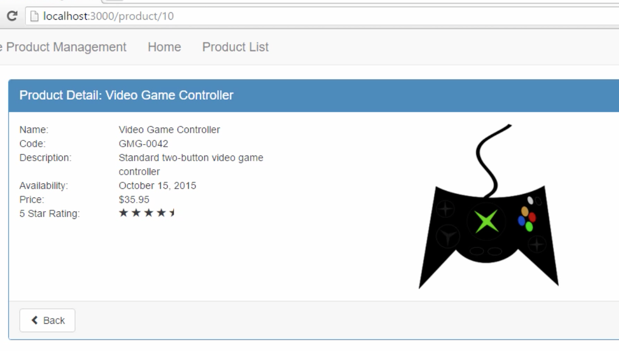 localhost:3000/product/10
e Product Management Home Product List
Product Detail: Video Game Controller
Name: Video Game Controller
Code: GMG-0042
Description: Standard two-button video game
controller
Availability: October 15, 2015
Price: $35.95
5 Star Rating:
Back